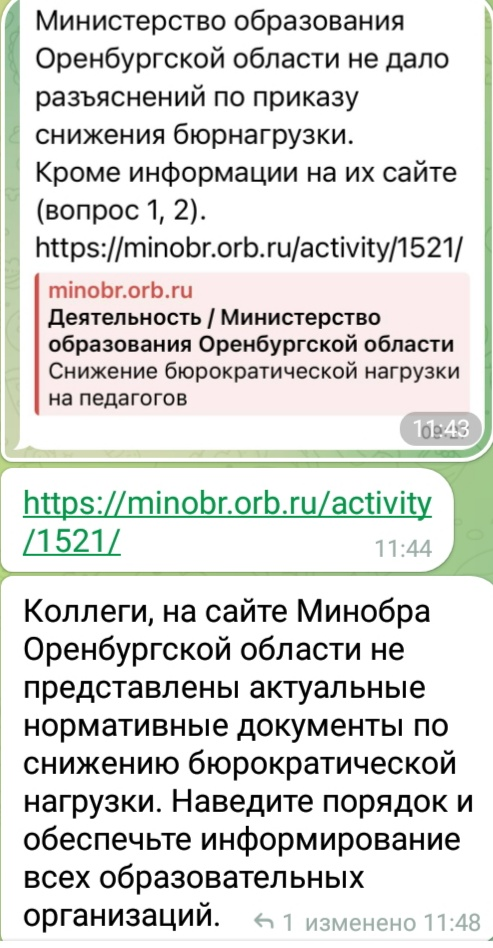 Министерство образования
Оренбургской области не дало
разъяснений по приказу
снижения бюрнагрузки.
Кроме информации на их сайте
(вопрос 1, 2).
https://minobr.orb.ru/activity/1521/
minobr.orb.ru
Деятельность / Министерство
образования Оренбургской области
Снижение бюрократической нагрузки
на педагогов
11:43
https://minobr.orb.ru/activity
/1521/
11:44
Коллеги, на сайте Минобра
Оренбургской области не
представлены актуальные
нормативные документы по
снижению бюрократической
нагрузки. Наведите порядок и
обеспечьте информирование
всех образовательных
организаций.
1 изменено 11:48